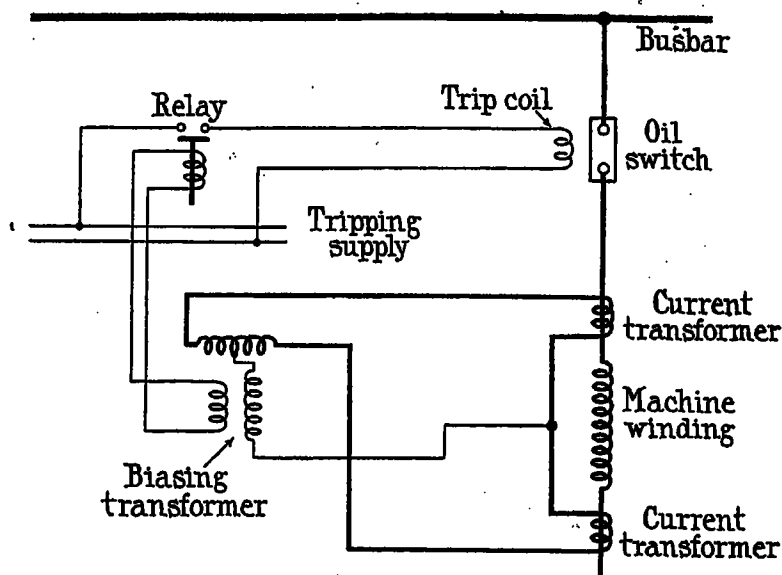 Busbar
Relay
Trip coil
Oil
switch
Tripping
supply
Current
transformer
Machine
winding
Biasing
transformer
Current
transformer